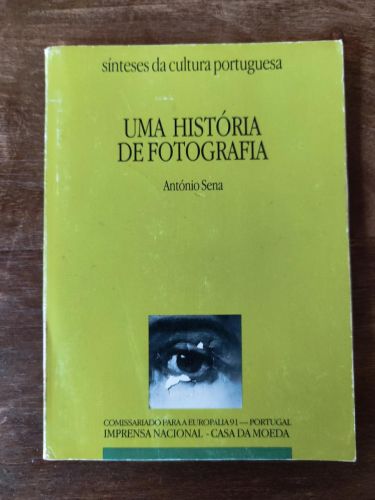 sínteses da cultura portuguesa
UMA HISTÓRIA
DE FOTOGRAFIA
António Sena
COMISSARIADO PARA A EUROPALIA 91 — PORTUGAL
IMPRENSA NACIONAL - CASA DA MOEDA